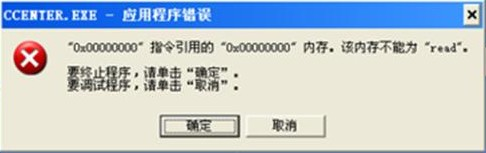 CCENTER.EXE - 应用程序错误
"0x00000000" 指令引用的 "0x00000000" 内存。该内存不能为 "read"。
要终止程序，请单击“确定”。
要调试程序，请单击“取消”。
确定
取消